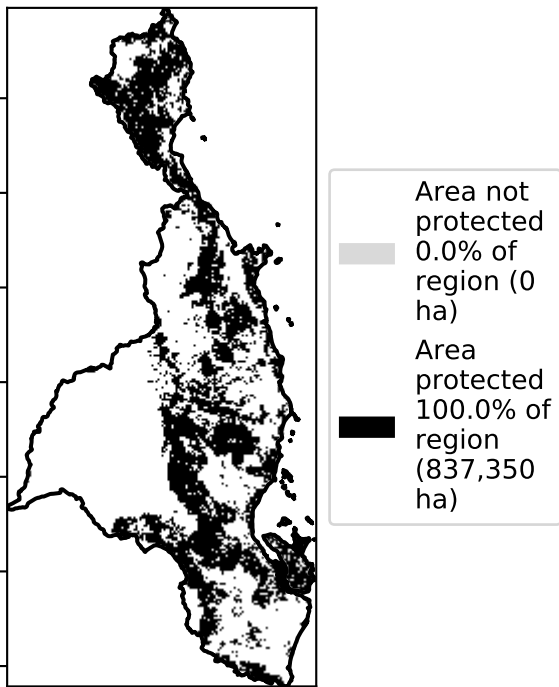 Area not
protected
0.0% of
region (0
ha)
Area
protected
100.0% of
region
(837,350
ha)